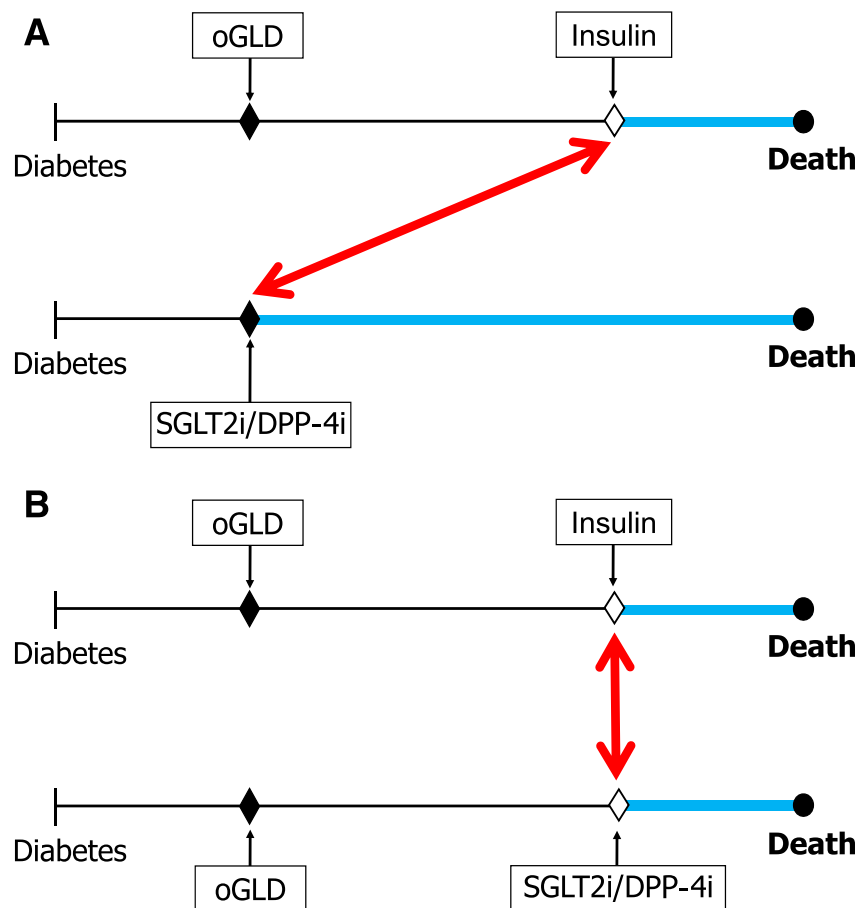 A
oGLD
Insulin
Diabetes
Death
Diabetes
Death
SGLT2i/DPP-4i
B
oGLD
Insulin
Diabetes
Death
Diabetes
Death
oGLD
SGLT2i/DPP-4i